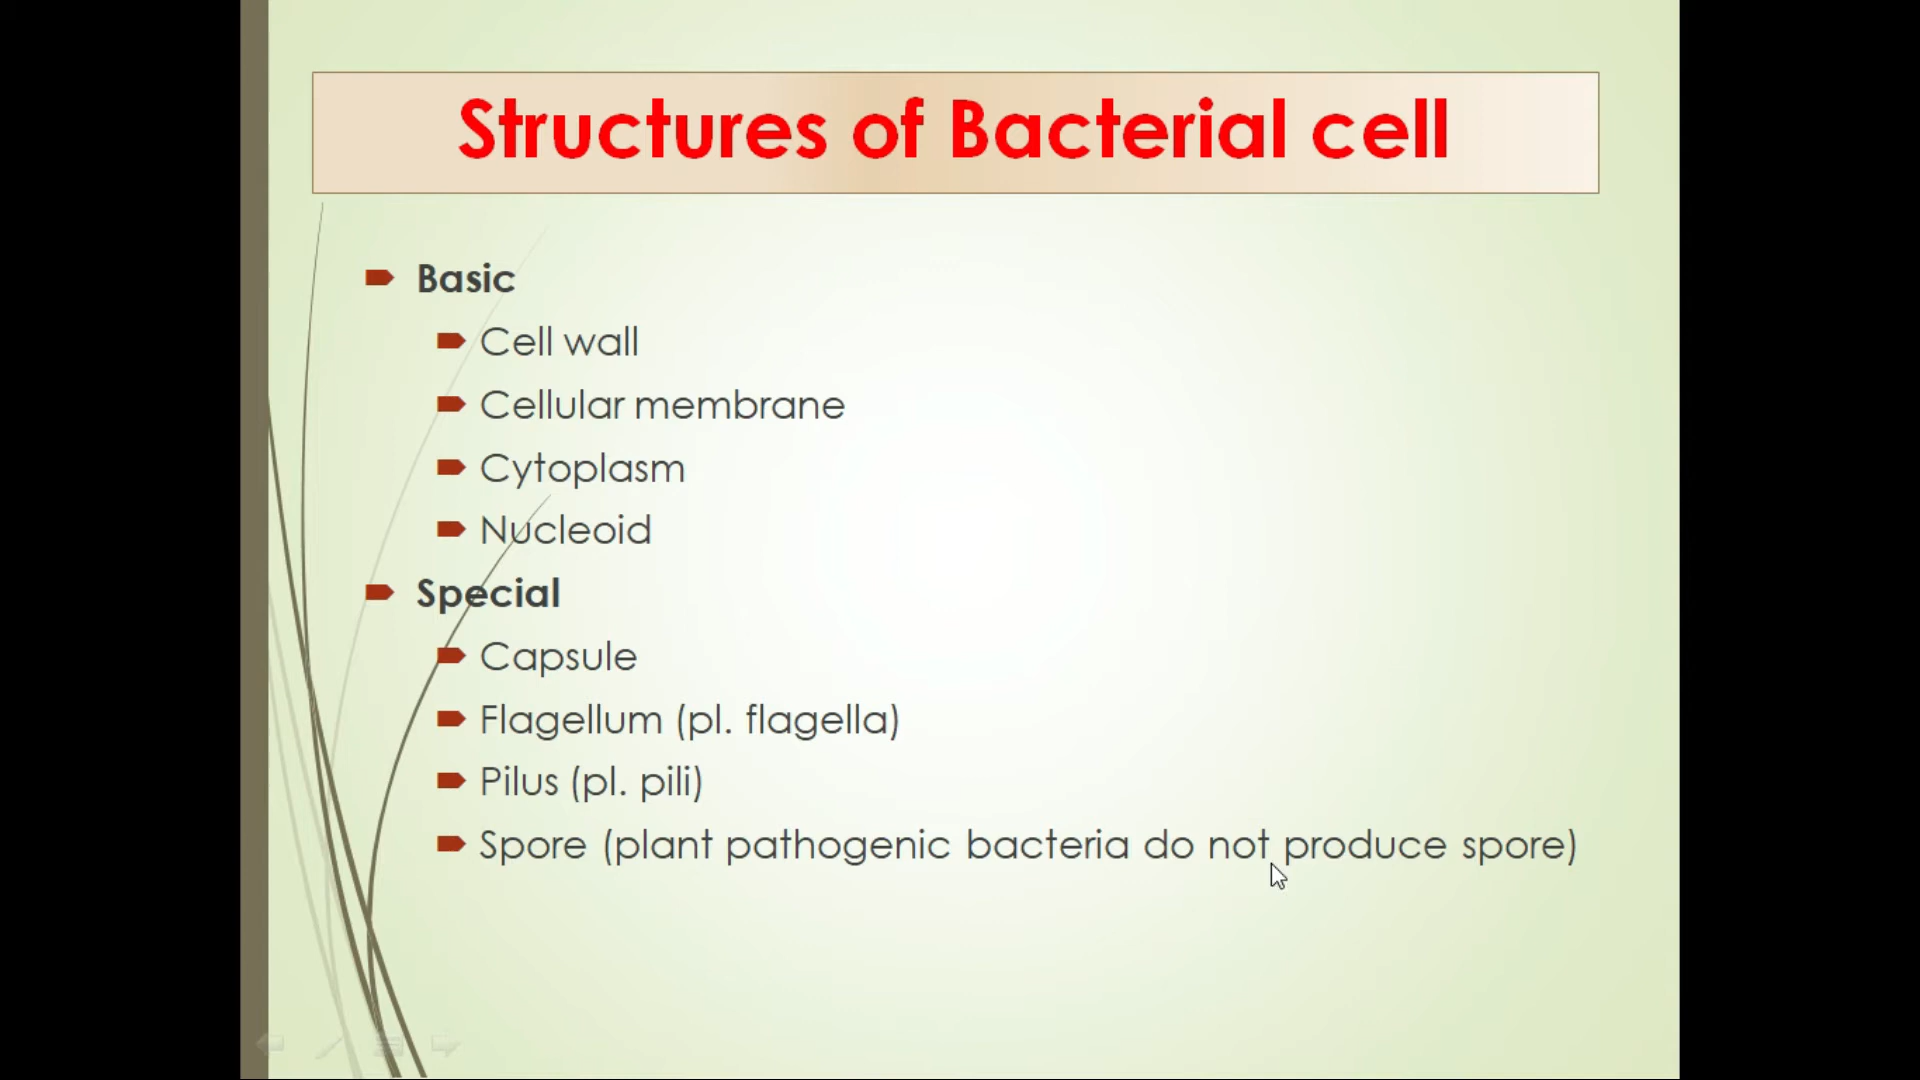 Structures of Bacterial cell
Basic
Cell wall
Cellular membrane
Cytoplasm
Nucleoid
Special
Capsule
Flagellum (pl. flagella)
Pilus (pl. pili)
Spore (plant pathogenic bacteria do not produce spore)